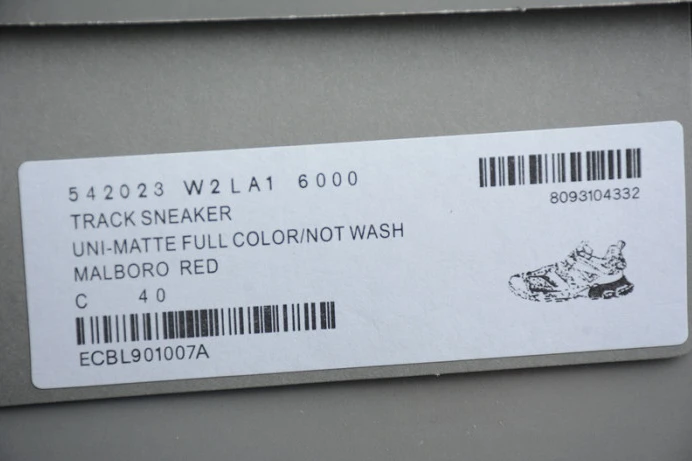 542023 W2LA1 6000
8093104332
TRACK SNEAKER
UNI-MATTE FULL COLOR/NOT WASH
MALBORO RED
C 40
ECBL901007A